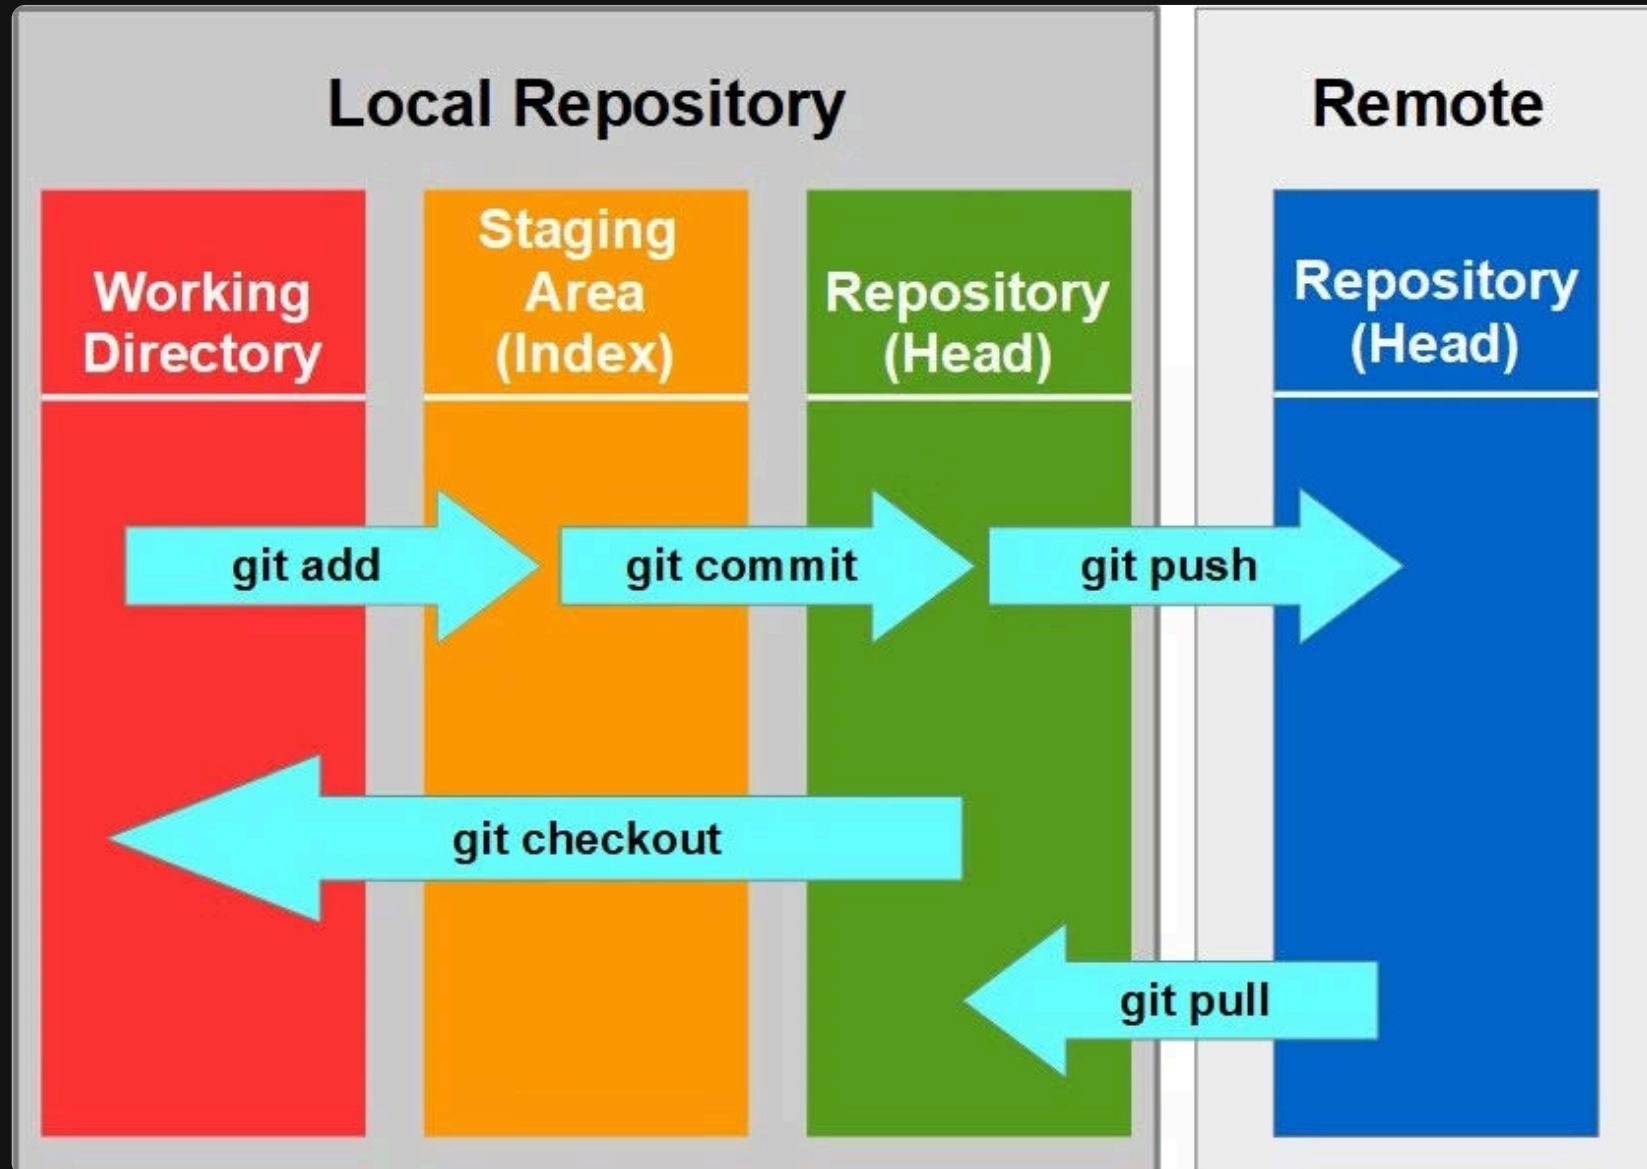 Local Repository
Remote
Working
Directory
Staging
Area
(Index)
Repository
(Head)
Repository
(Head)
git add
git commit
git push
git checkout
git pull